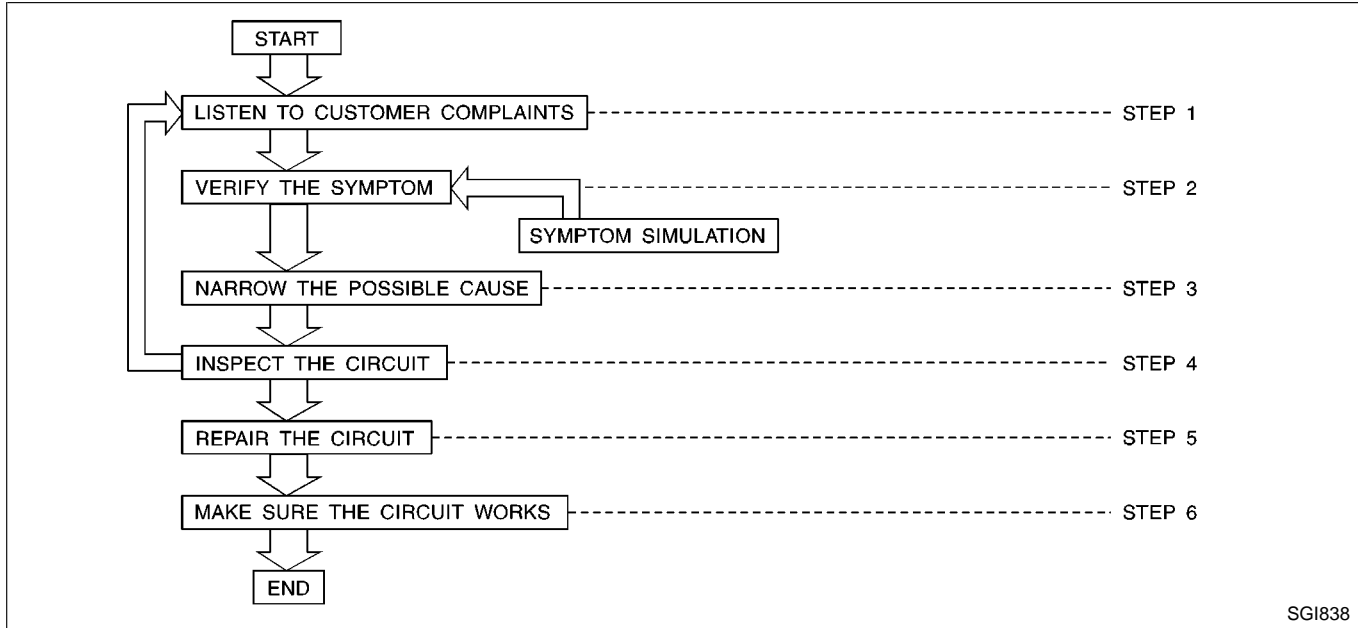 START
LISTEN TO CUSTOMER COMPLAINTS STEP 1
VERIFY THE SYMPTOM STEP 2
SYMPTOM SIMULATION
NARROW THE POSSIBLE CAUSE STEP 3
INSPECT THE CIRCUIT STEP 4
REPAIR THE CIRCUIT STEP 5
MAKE SURE THE CIRCUIT WORKS STEP 6
END
SGI838